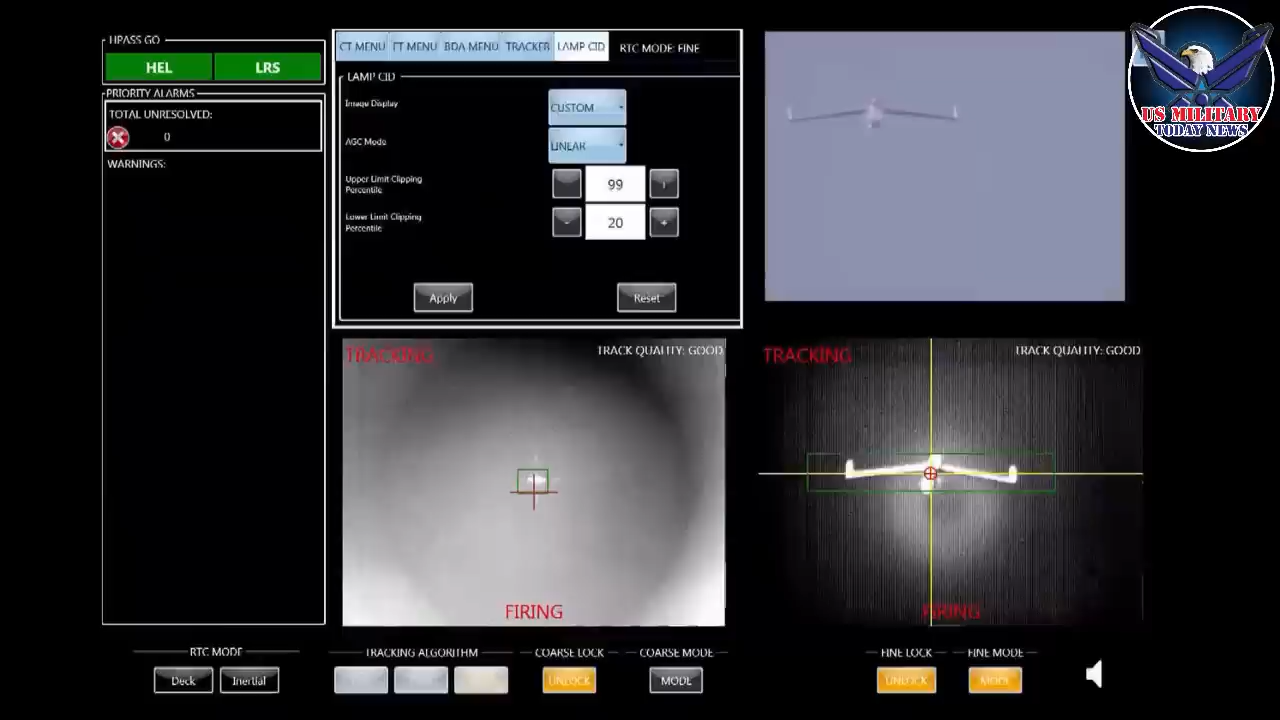 HPASS GO
HEL LRS
PRIORITY ALARMS
TOTAL UNRESOLVED:
0
WARNINGS:
CT MENU FT MENU BDA MENU TRACKER LAMP CID RTC MODE: FINE
LAMP CID
Image Display CUSTOM
AGC Mode LINEAR
Upper Limit Clipping
Percentile
99
Lower Limit Clipping
Percentile
- 20 +
Apply Reset
US MILITARY
TODAY NEWS
TRACKING TRACK QUALITY: GOOD
FIRING
TRACKING TRACK QUALITY: GOOD
FIRING
RTC MODE
Deck Inertial
TRACKING ALGORITHM
COARSE LOCK
UNLOCK
COARSE MODE
MODE
FINE LOCK
UNLOCK
FINE MODE
MODE